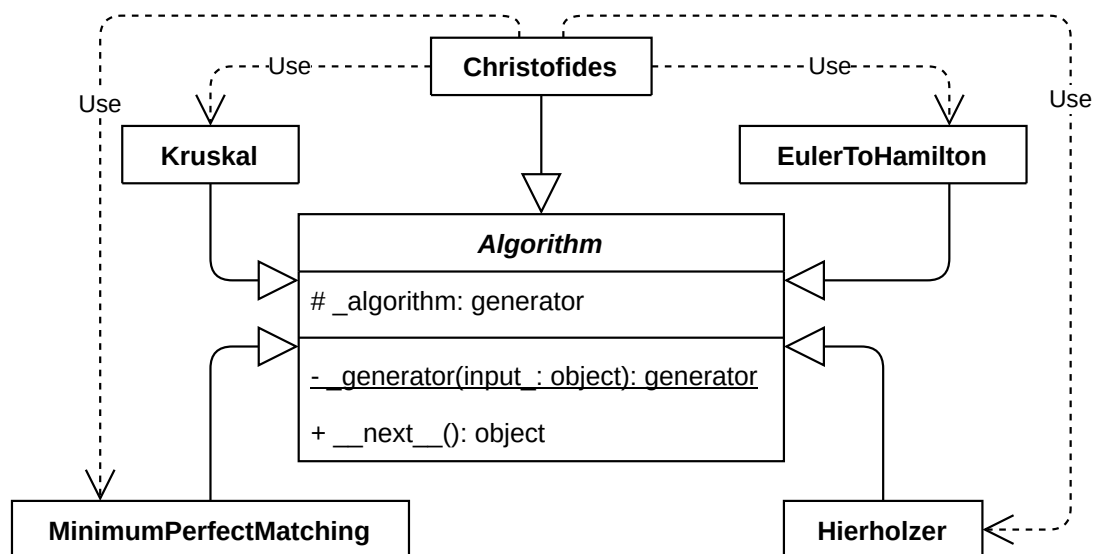 Christofides
Use
Use
Use
Use
Kruskal
EulerToHamilton
Algorithm
# _algorithm: generator
- _generator(input_: object): generator
+ __next__(): object
MinimumPerfectMatching
Hierholzer